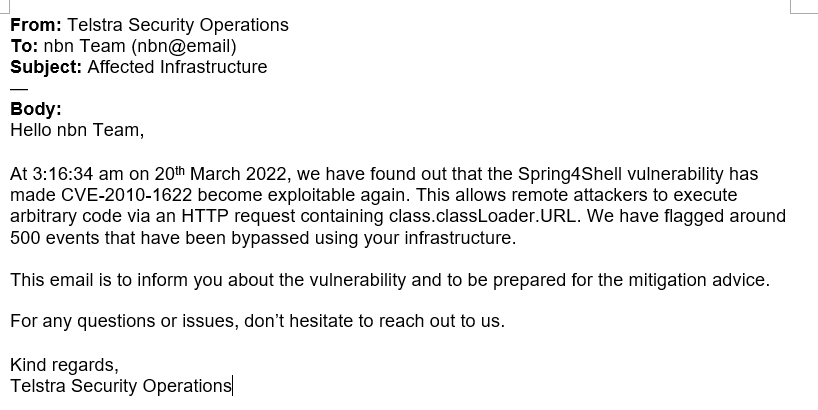 From: Telstra Security Operations
To: nbn Team (nbn@email)
Subject: Affected Infrastructure
—
Body:
Hello nbn Team,
At 3:16:34 am on 20th March 2022, we have found out that the Spring4Shell vulnerability has
made CVE-2010-1622 become exploitable again. This allows remote attackers to execute
arbitrary code via an HTTP request containing class.classLoader.URL. We have flagged around
500 events that have been bypassed using your infrastructure.
This email is to inform you about the vulnerability and to be prepared for the mitigation advice.
For any questions or issues, don’t hesitate to reach out to us.
Kind regards,
Telstra Security Operations